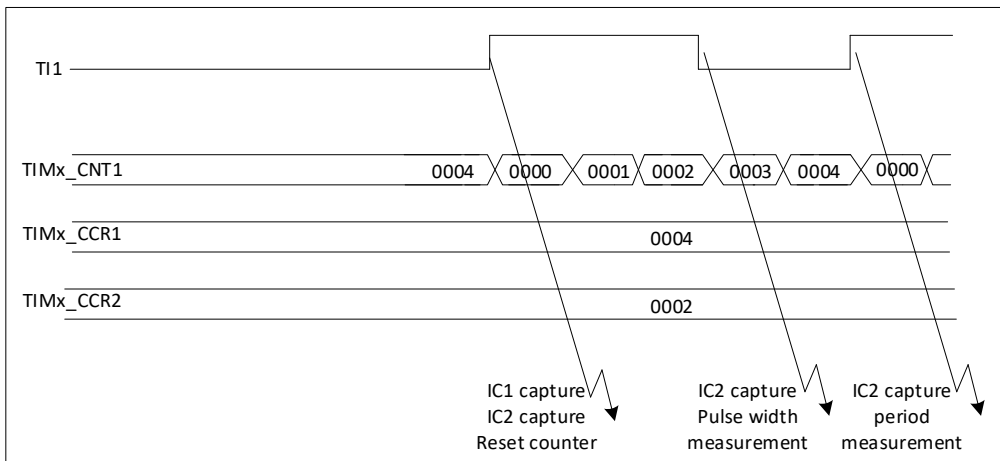 TI1
TIMx_CNT1
0004 0000 0001 0002 0003 0004 0000
TIMx_CCR1
0004
TIMx_CCR2
0002
IC1 capture
IC2 capture
Reset counter
IC2 capture
Pulse width
measurement
IC2 capture
period
measurement